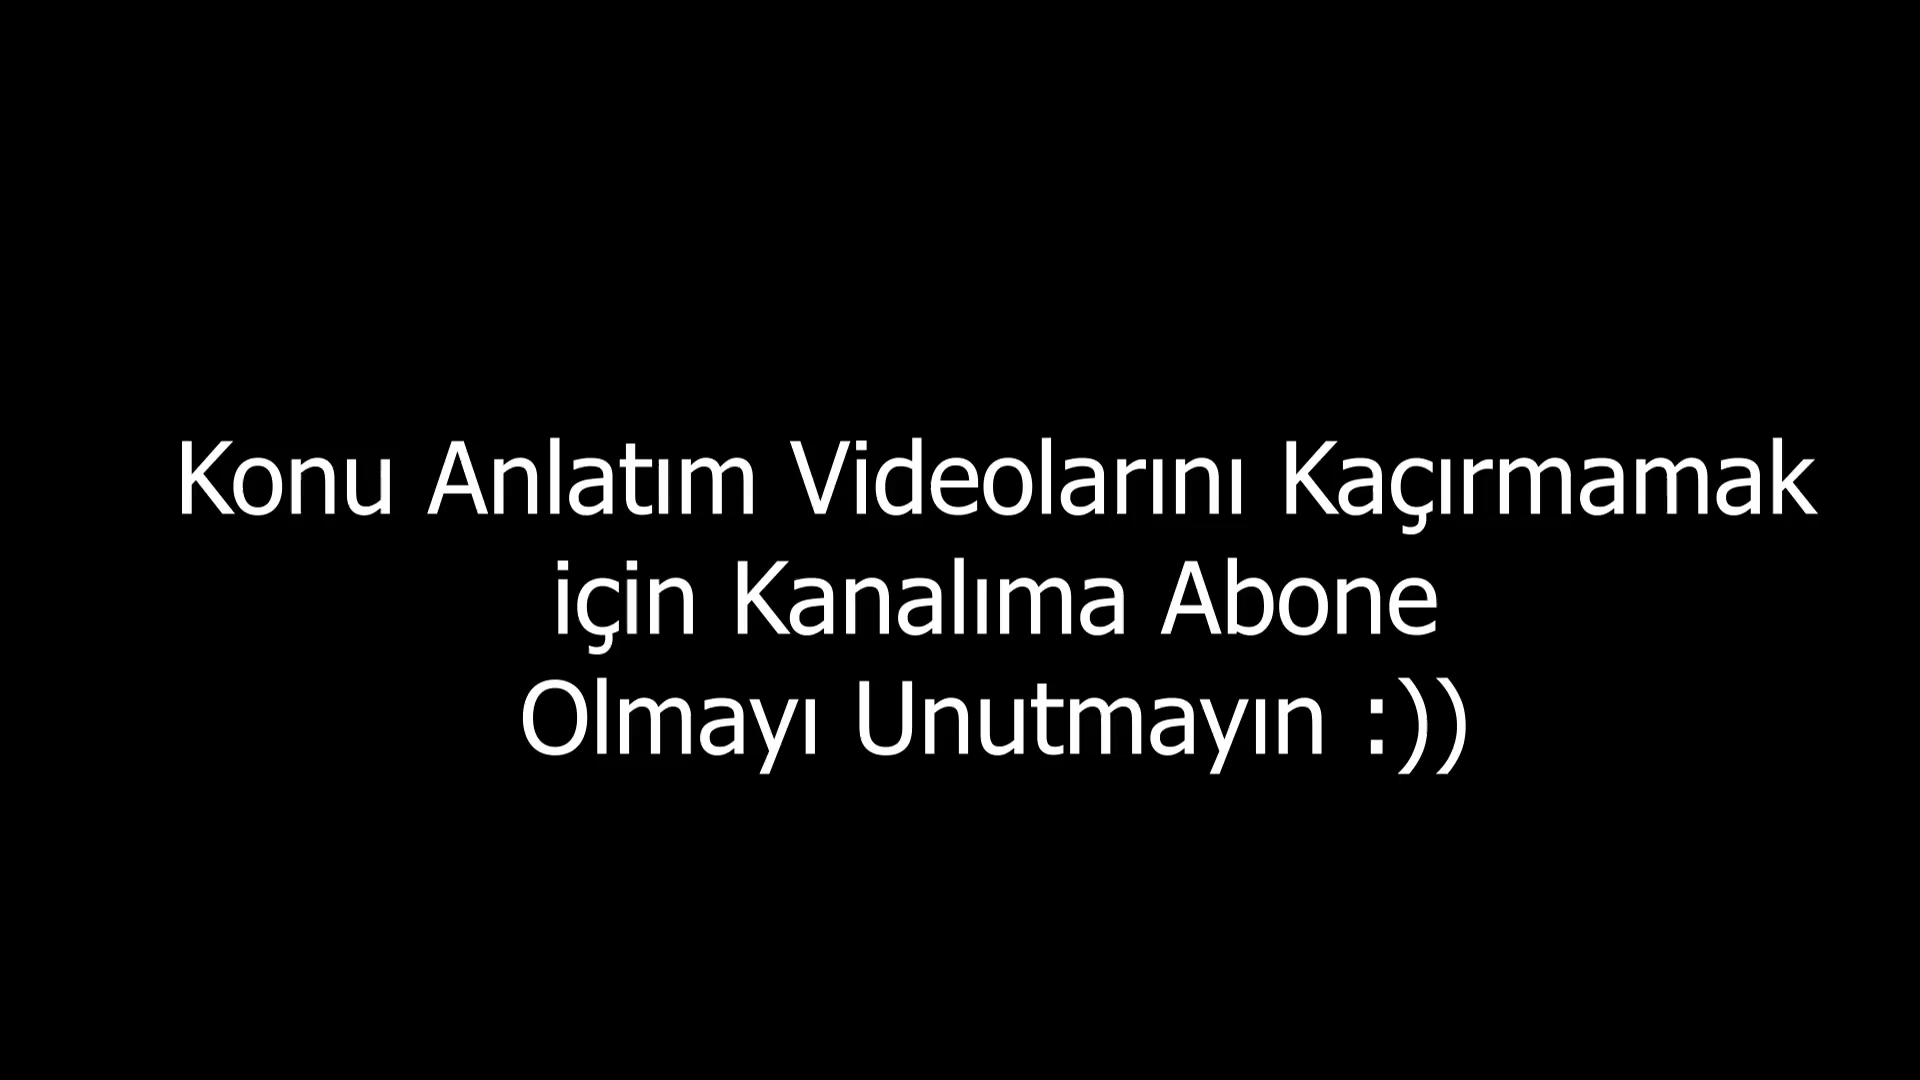 Konu Anlatım Videolarını Kaçırmamak
için Kanalıma Abone
Olmayı Unutmayın :))